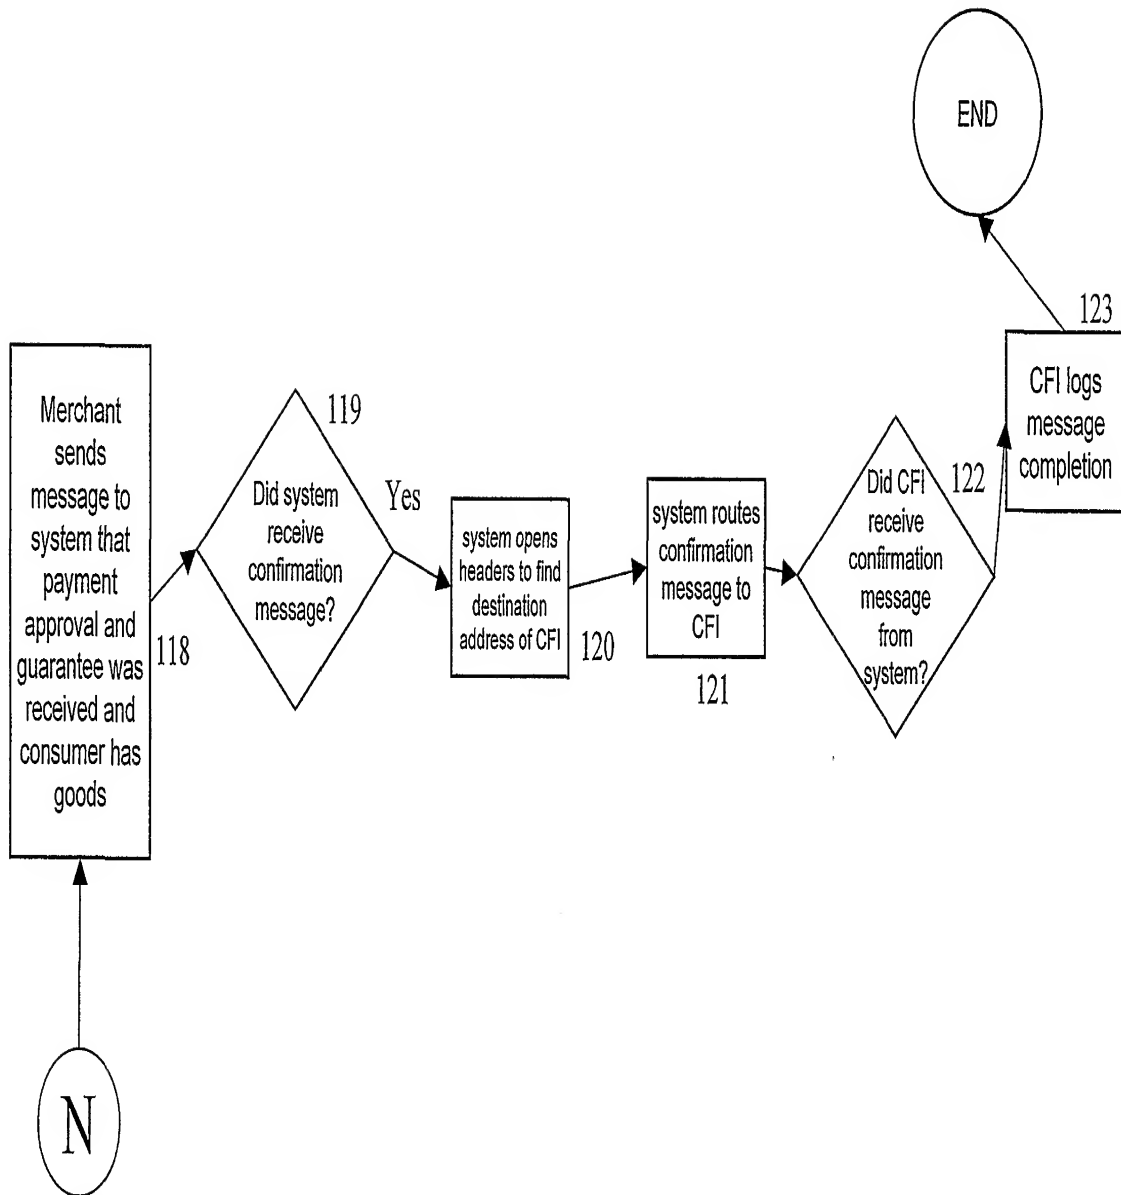 END
123
CFI logs
message
completion
Merchant
sends
message to
system that
payment
approval and
guarantee was
received and
consumer has
goods
118
119
Did system
receive
confirmation
message?
Yes
system opens
headers to find
destination
address of CFI
120
system routes
confirmation
message to
CFI
121
122
Did CFI
receive
confirmation
message
from
system?
N